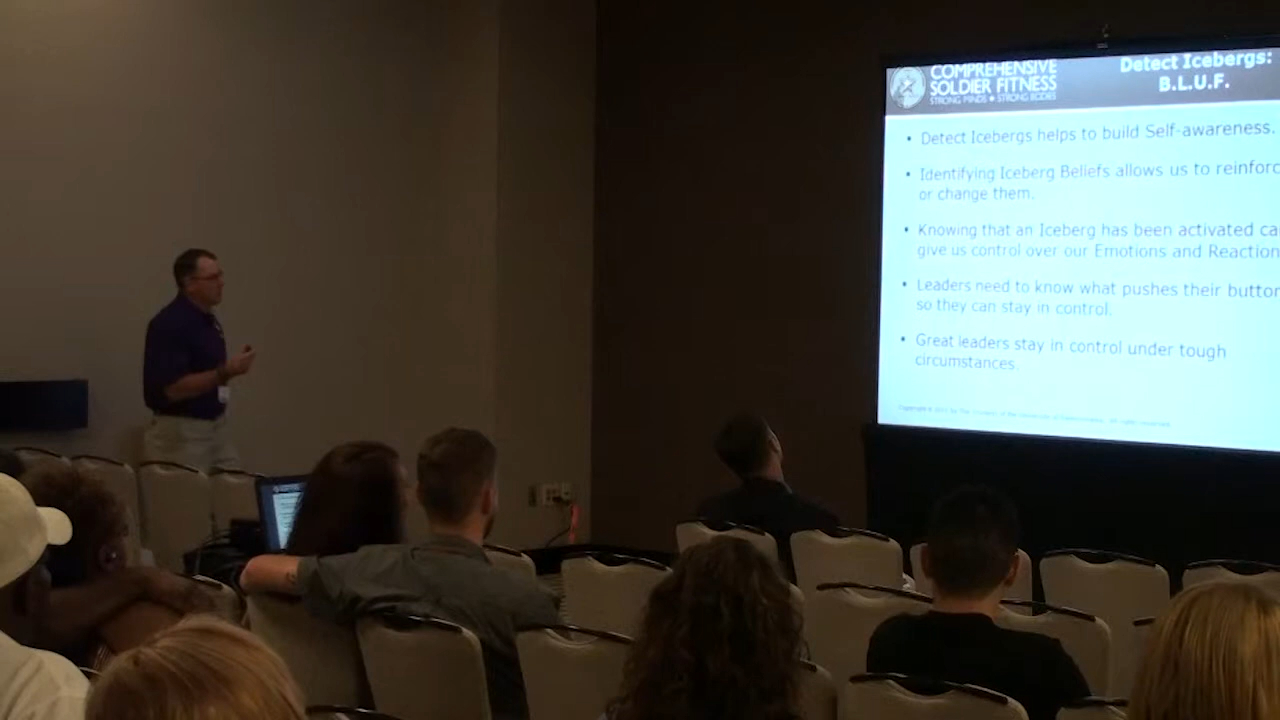 COMPREHENSIVE
SOLDIER FITNESS
STRONG MINDS ★ STRONG BODIES
Detect Icebergs:
B.L.U.F.
• Detect Icebergs helps to build Self-awareness.
• Identifying Iceberg Beliefs allows us to reinforc
or change them.
• Knowing that an Iceberg has been activated ca
give us control over our Emotions and Reaction
• Leaders need to know what pushes their button
so they can stay in control.
• Great leaders stay in control under tough
circumstances.